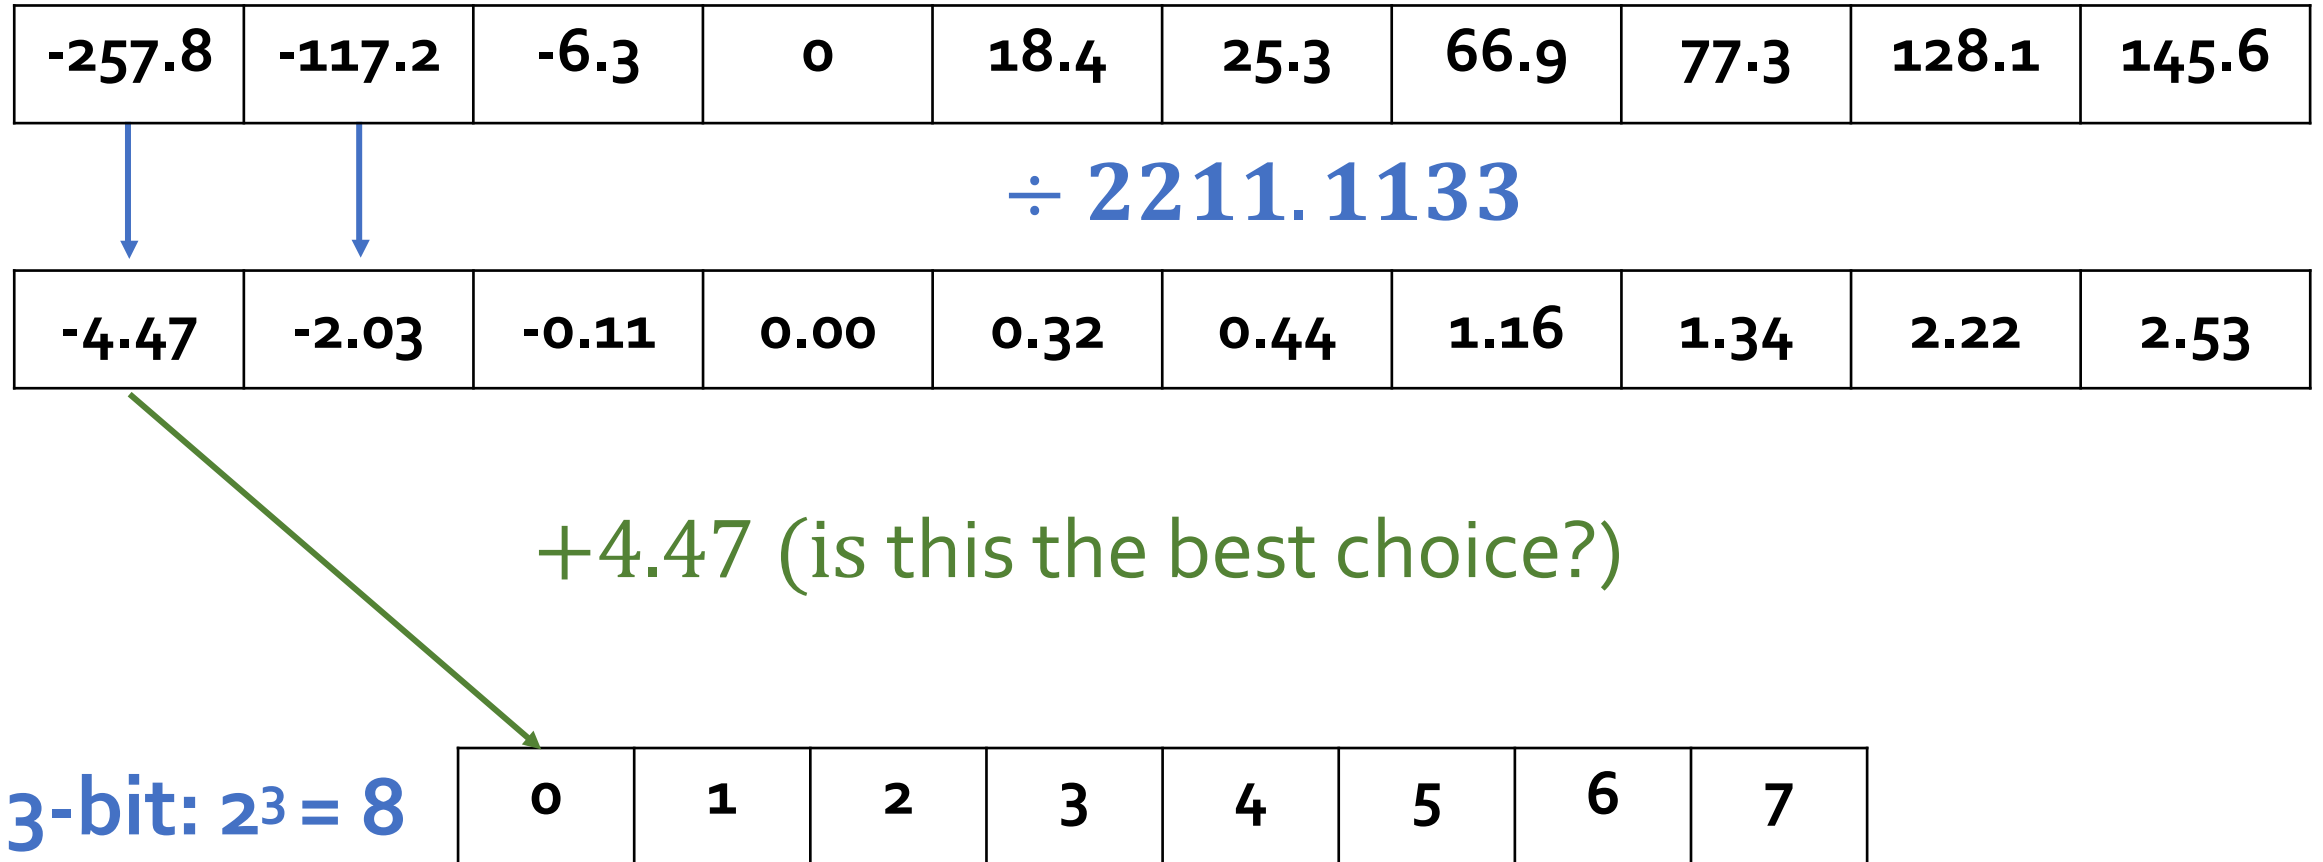 -257.8 -117.2 -6.3 0 18.4 25.3 66.9 77.3 128.1 145.6
÷ 2211.1133
-4.47 -2.03 -0.11 0.00 0.32 0.44 1.16 1.34 2.22 2.53
+4.47 (is this the best choice?)
3-bit: 2³ = 8 0 1 2 3 4 5 6 7